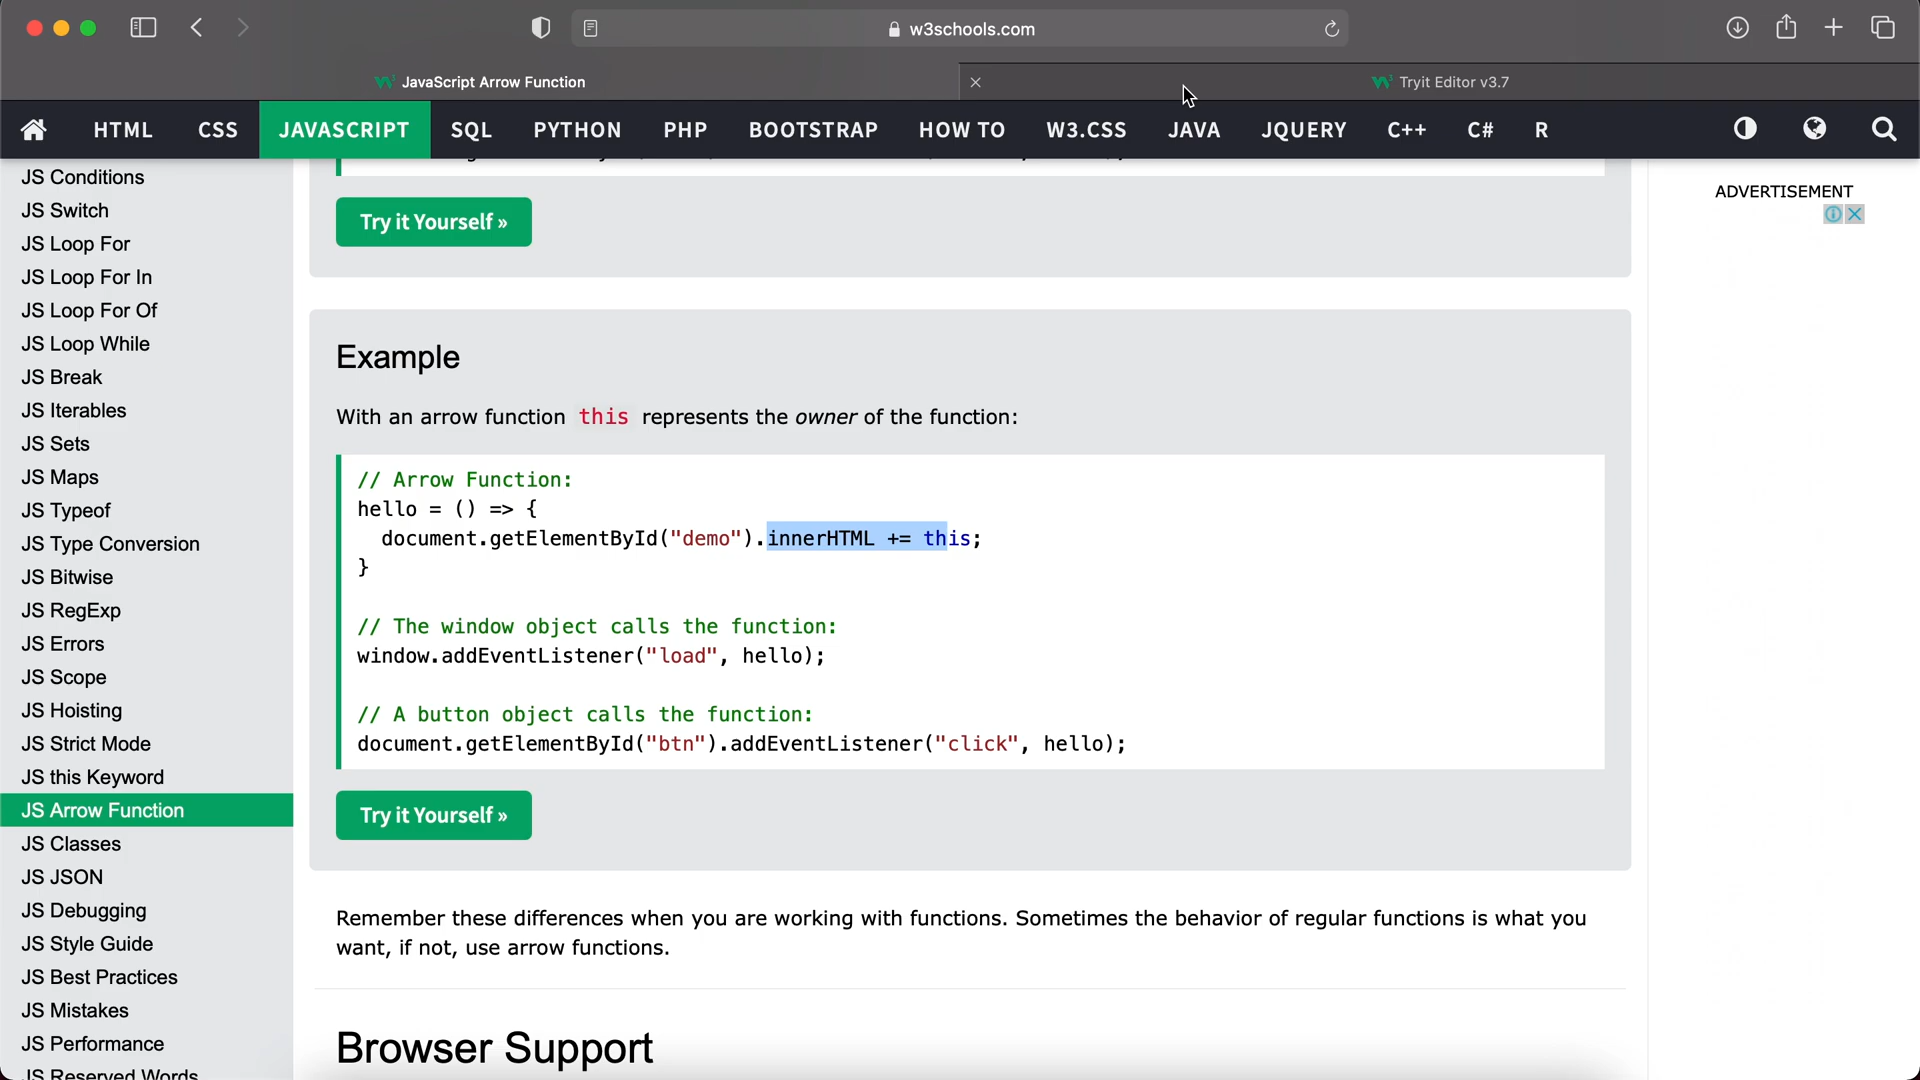 w3schools.com
JavaScript Arrow Function
Tryit Editor v3.7
HTML CSS JAVASCRIPT SQL PYTHON PHP BOOTSTRAP HOW TO W3.CSS JAVA JQUERY C++ C# R
JS Conditions
JS Switch
JS Loop For
JS Loop For In
JS Loop For Of
JS Loop While
JS Break
JS Iterables
JS Sets
JS Maps
JS Typeof
JS Type Conversion
JS Bitwise
JS RegExp
JS Errors
JS Scope
JS Hoisting
JS Strict Mode
JS this Keyword
JS Arrow Function
JS Classes
JS JSON
JS Debugging
JS Style Guide
JS Best Practices
JS Mistakes
JS Performance
JS Reserved Words
Try it Yourself »
Example
With an arrow function this represents the owner of the function:
// Arrow Function:
hello = () => {
  document.getElementById("demo").innerHTML += this;
}
// The window object calls the function:
window.addEventListener("load", hello);
// A button object calls the function:
document.getElementById("btn").addEventListener("click", hello);
Try it Yourself »
Remember these differences when you are working with functions. Sometimes the behavior of regular functions is what you
want, if not, use arrow functions.
Browser Support
ADVERTISEMENT